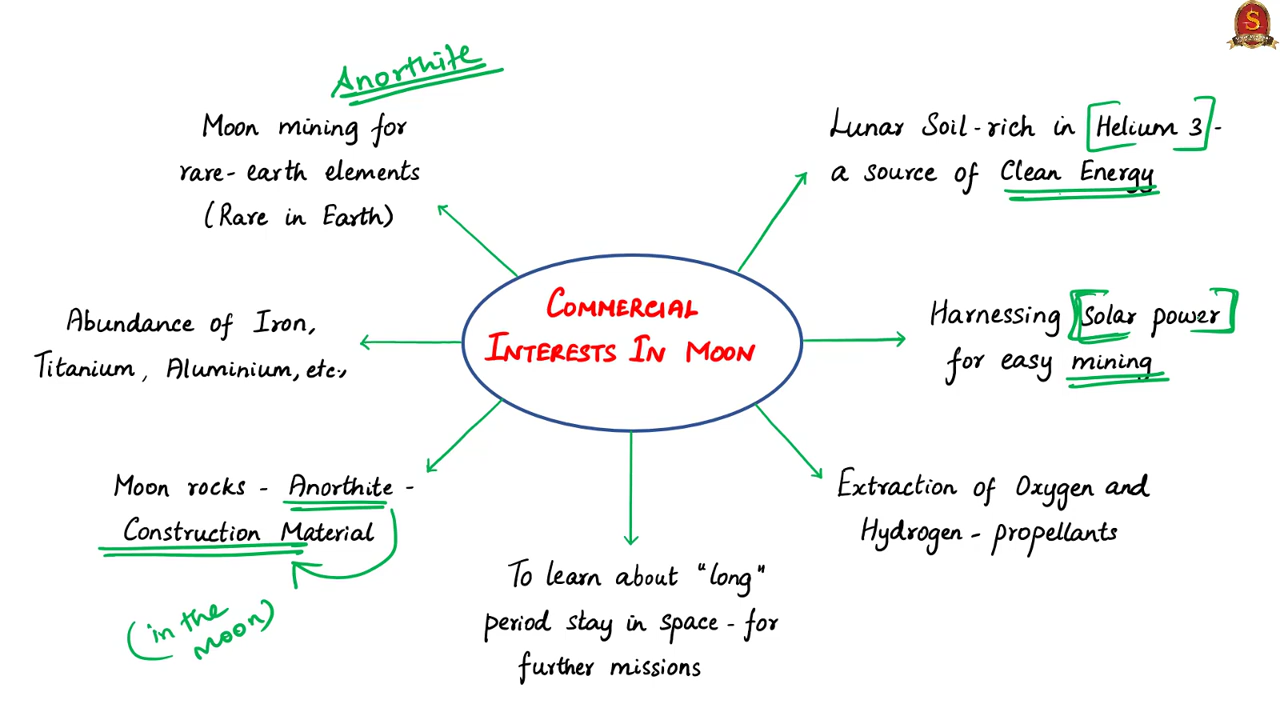 Anorthite
Moon mining for
rare-earth elements
(Rare in Earth)
Lunar Soil-rich in [Helium 3]-
a source of Clean Energy
COMMERCIAL
INTERESTS IN MOON
Abundance of Iron,
Titanium, Aluminium, etc.,
Harnessing [Solar power]
for easy mining
Moon rocks - Anorthite -
Construction Material
(in the
moon)
Extraction of Oxygen and
Hydrogen - propellants
To learn about "long"
period stay in space - for
further missions
S